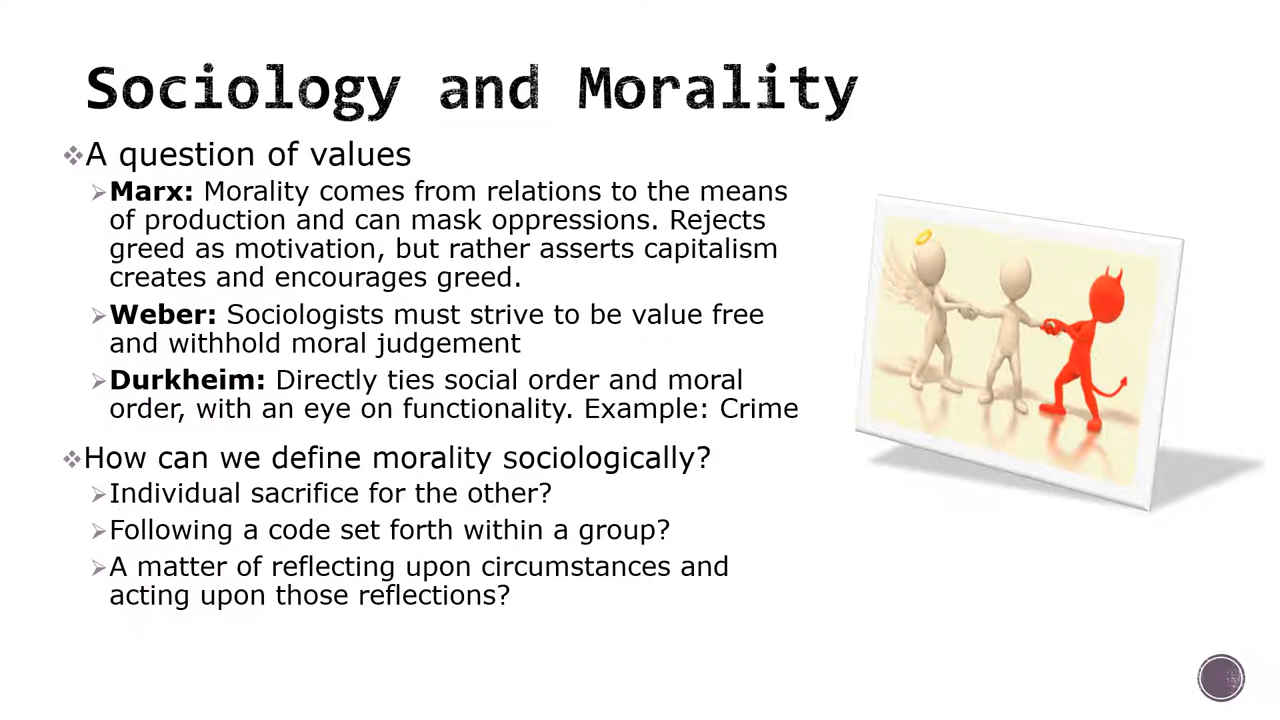 Sociology and Morality
A question of values
Marx: Morality comes from relations to the means
of production and can mask oppressions. Rejects
greed as motivation, but rather asserts capitalism
creates and encourages greed.
Weber: Sociologists must strive to be value free
and withhold moral judgement
Durkheim: Directly ties social order and moral
order, with an eye on functionality. Example: Crime
How can we define morality sociologically?
Individual sacrifice for the other?
Following a code set forth within a group?
A matter of reflecting upon circumstances and
acting upon those reflections?